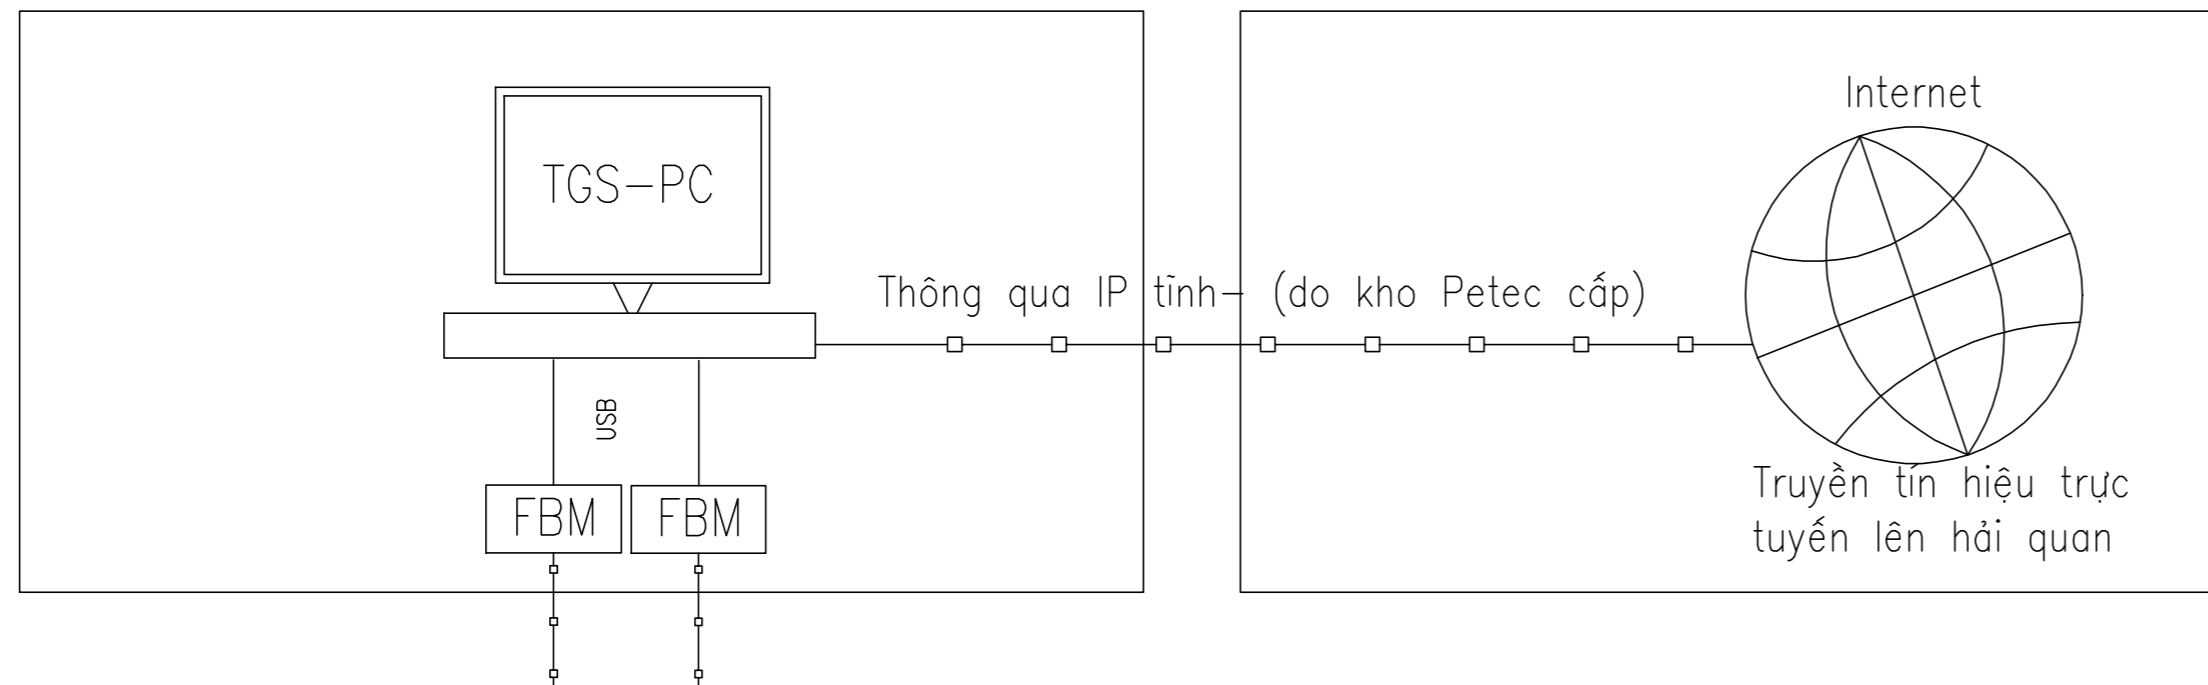 Internet
TGS-PC
Thông qua IP tĩnh- (do kho Petec cấp)
USB
Truyền tín hiệu trực
tuyến lên hải quan
FBM FBM